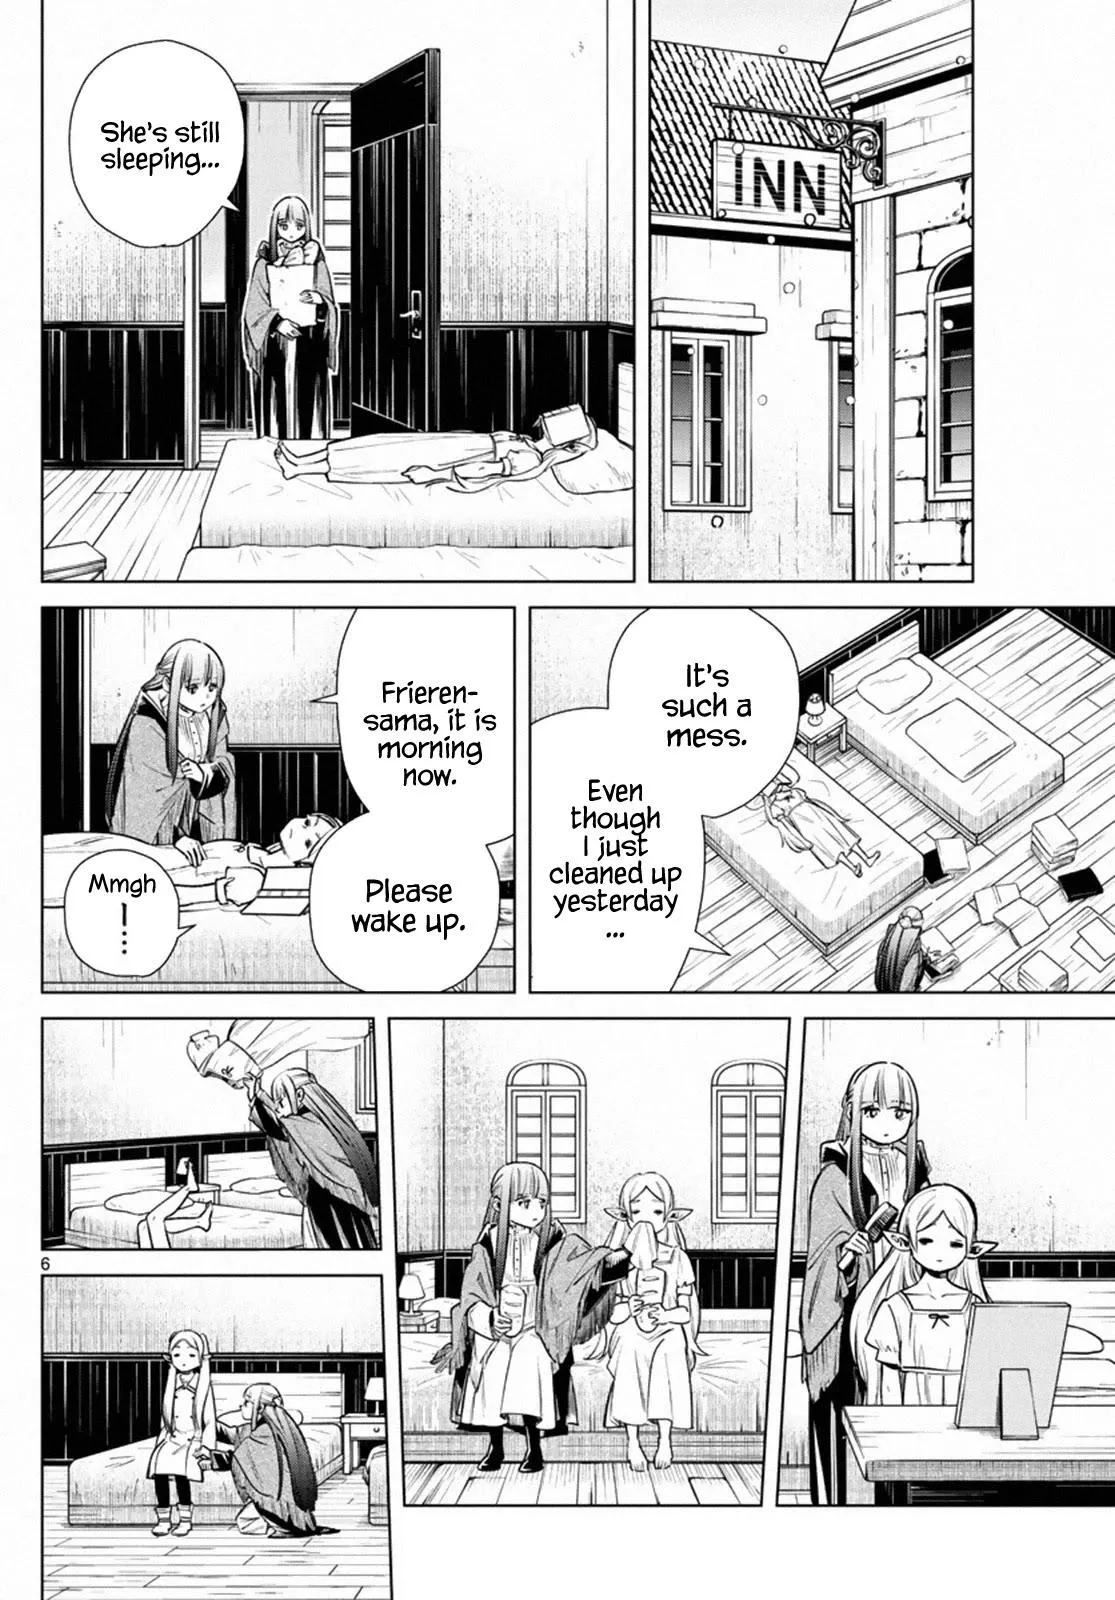 INN
She's still
sleeping...
It's
such a
mess.
Even
though
I just
cleaned up
yesterday
...
Frieren-
sama, it is
morning
now.
Please
wake up.
Mmgh
...
6